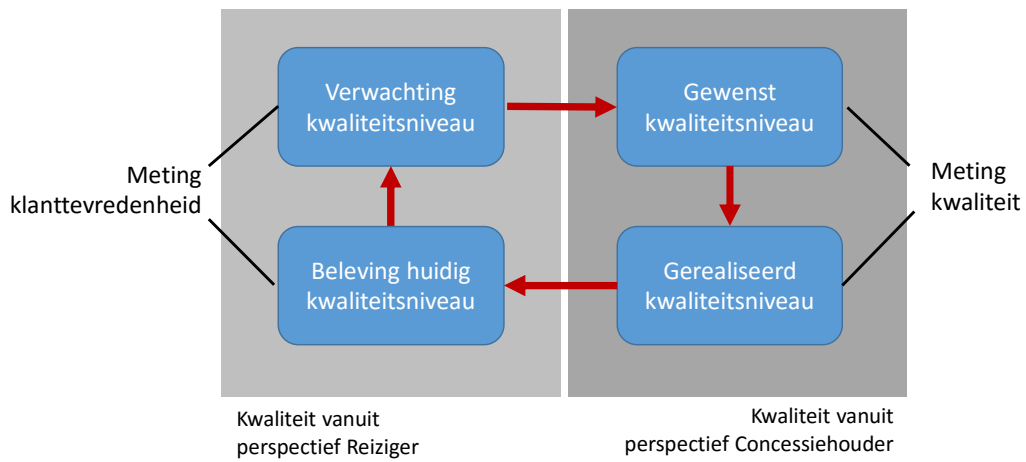 Verwachting
kwaliteitsniveau
Gewenst
kwaliteitsniveau
Meting
klanttevredenheid
Meting
kwaliteit
Beleving huidig
kwaliteitsniveau
Gerealiseerd
kwaliteitsniveau
Kwaliteit vanuit
perspectief Reiziger
Kwaliteit vanuit
perspectief Concessiehouder